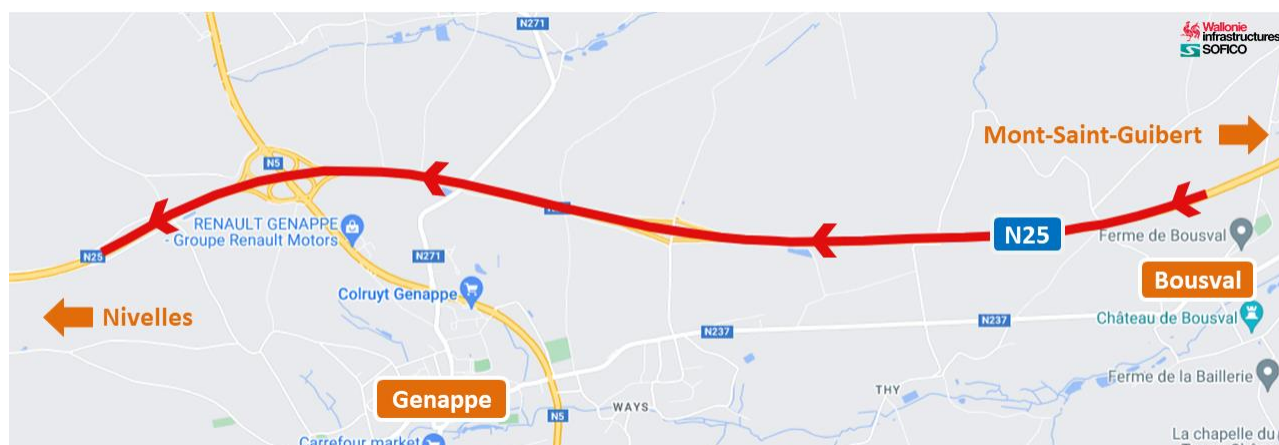 N271
Wallonie
infrastructures
SOFICO
Mont-Saint-Guibert
N5
RENAULT GENAPPE
- Groupe Renault Motors
N25
Ferme de Bousval
N25
N271
Bousval
Colruyt Genappe
Nivelles
Château de Bousval
N237
N237
Ferme de la Baillerie
THY
Genappe
WAYS
N5
La chapelle du
Carrefour market